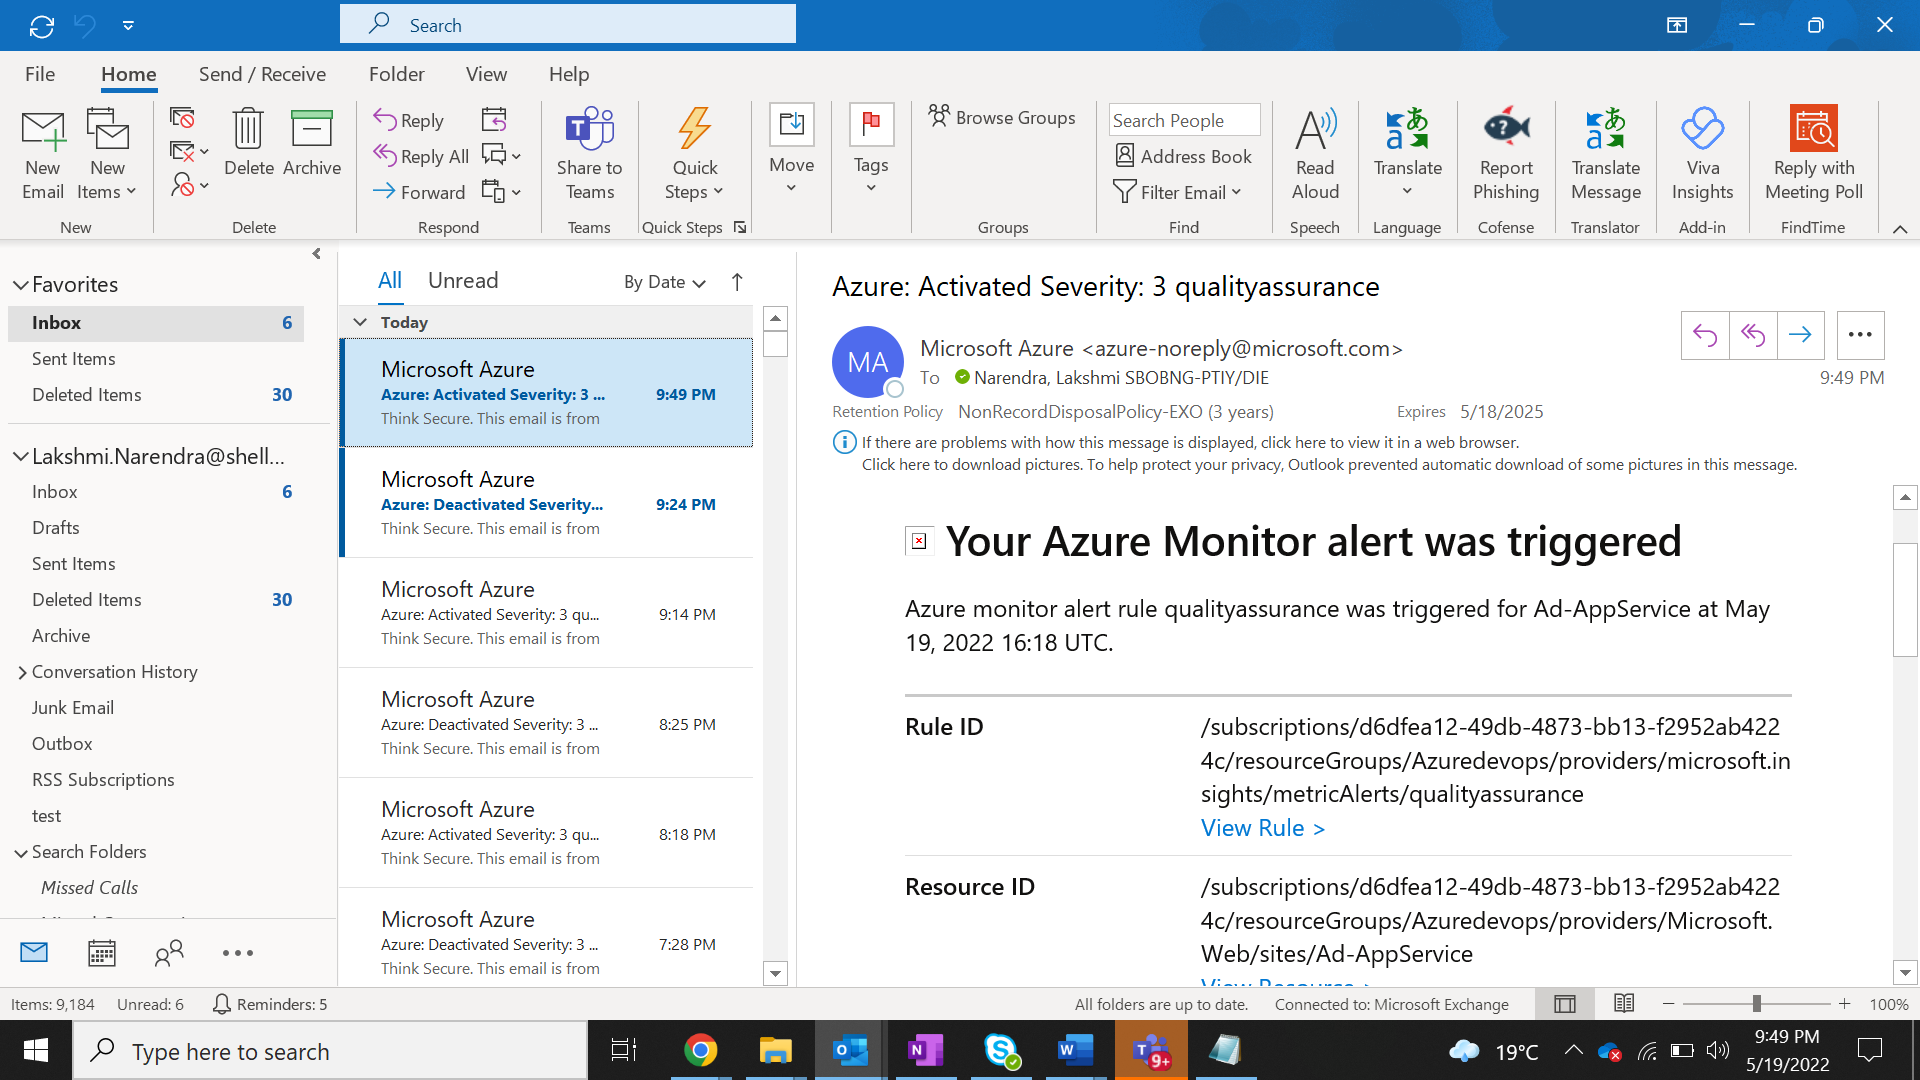 Search
File Home Send / Receive Folder View Help
New Email
New Items
Delete
Archive
Reply
Reply All
Forward
Share to Teams
Quick Steps
Move
Tags
Browse Groups
Search People
Address Book
Filter Email
Read Aloud
Translate
Report Phishing
Translate Message
Viva Insights
Reply with Meeting Poll
New Delete Respond Teams Quick Steps Groups Find Speech Language Cofense Translator Add-in FindTime
Favorites
Inbox 6
Sent Items
Deleted Items 30
Lakshmi.Narendra@shell...
Inbox 6
Drafts
Sent Items
Deleted Items 30
Archive
Conversation History
Junk Email
Outbox
RSS Subscriptions
test
Search Folders
Missed Calls
All Unread By Date
Today
Microsoft Azure
Azure: Activated Severity: 3 ... 9:49 PM
Think Secure. This email is from
Microsoft Azure
Azure: Deactivated Severity... 9:24 PM
Think Secure. This email is from
Microsoft Azure
Azure: Activated Severity: 3 qu... 9:14 PM
Think Secure. This email is from
Microsoft Azure
Azure: Deactivated Severity: 3 ... 8:25 PM
Think Secure. This email is from
Microsoft Azure
Azure: Activated Severity: 3 qu... 8:18 PM
Think Secure. This email is from
Microsoft Azure
Azure: Deactivated Severity: 3 ... 7:28 PM
Think Secure. This email is from
Azure: Activated Severity: 3 qualityassurance
MA
Microsoft Azure <azure-noreply@microsoft.com>
To Narendra, Lakshmi SBOBNG-PTIY/DIE 9:49 PM
Retention Policy NonRecordDisposalPolicy-EXO (3 years) Expires 5/18/2025
If there are problems with how this message is displayed, click here to view it in a web browser.
Click here to download pictures. To help protect your privacy, Outlook prevented automatic download of some pictures in this message.
Your Azure Monitor alert was triggered
Azure monitor alert rule qualityassurance was triggered for Ad-AppService at May
19, 2022 16:18 UTC.
Rule ID /subscriptions/d6dfea12-49db-4873-bb13-f2952ab422
4c/resourceGroups/Azuredevops/providers/microsoft.in
sights/metricAlerts/qualityassurance
View Rule >
Resource ID /subscriptions/d6dfea12-49db-4873-bb13-f2952ab422
4c/resourceGroups/Azuredevops/providers/Microsoft.
Web/sites/Ad-AppService
View Resource >
Items: 9,184 Unread: 6 Reminders: 5 All folders are up to date. Connected to: Microsoft Exchange 100%
Type here to search
9+
19°C
9:49 PM
5/19/2022